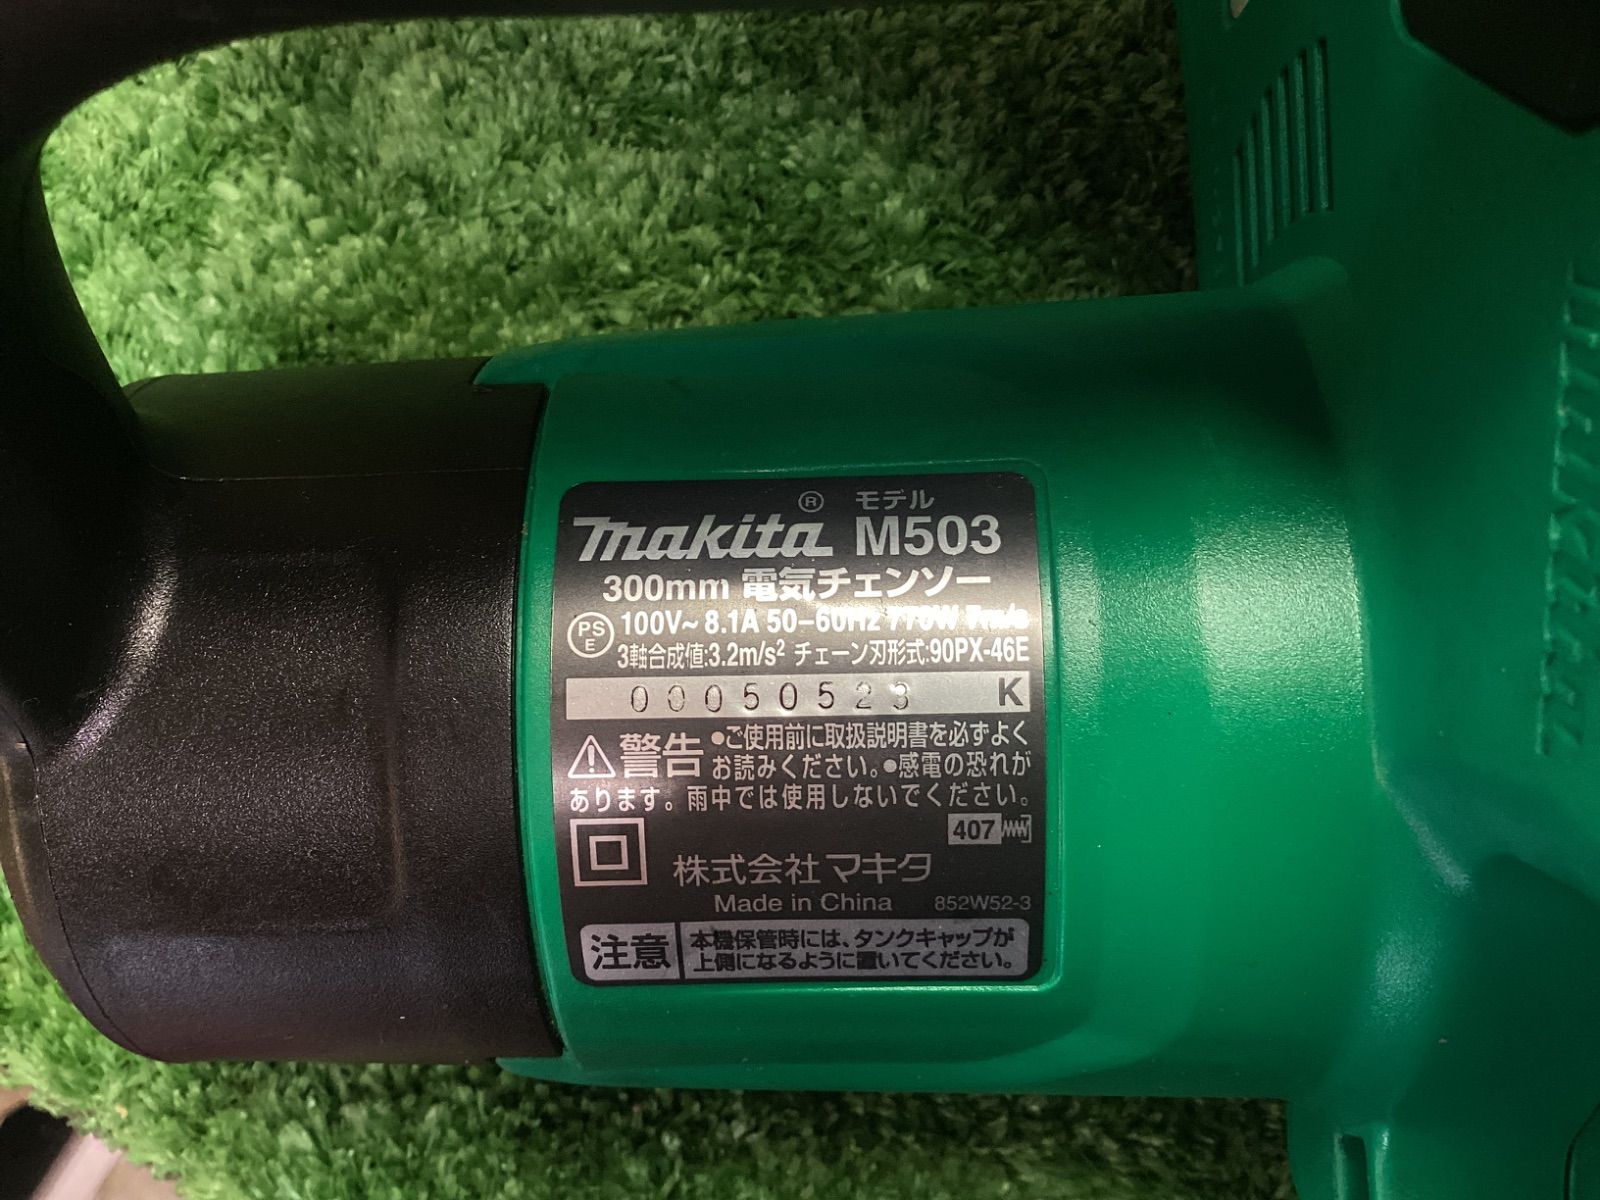 makita® モデル M503
300mm 電気チェンソー
PSE 100V~ 8.1A 50-60Hz 770W 7m/s
3軸合成値:3.2m/s² チェーン刃形式:90PX-46E
00050523 K
⚠警告 •ご使用前に取扱説明書を必ずよく
お読みください。•感電の恐れが
あります。雨中では使用しないでください。
407
株式会社 マキタ
Made in China 852W52-3
注意 本機保管時には、タンクキャップが
上側になるように置いてください。
makita